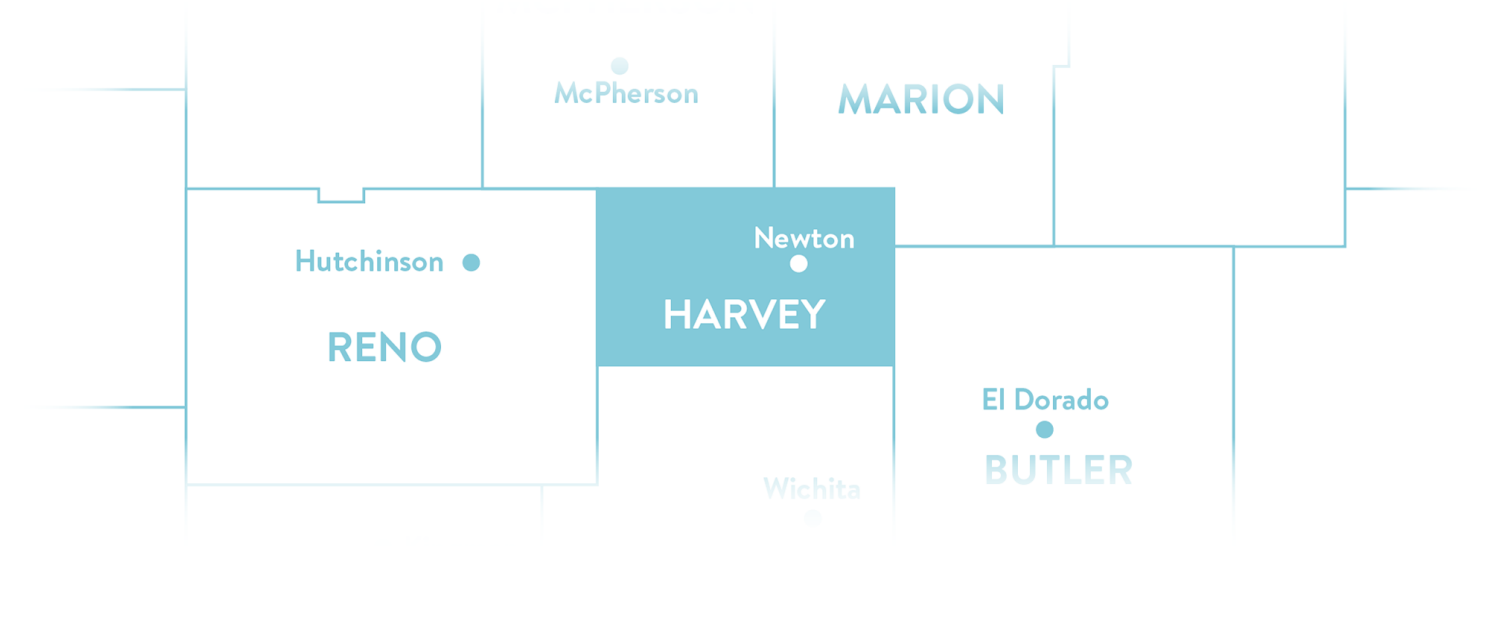 McPherson
MARION
Newton
Hutchinson
HARVEY
RENO
El Dorado
BUTLER
Wichita